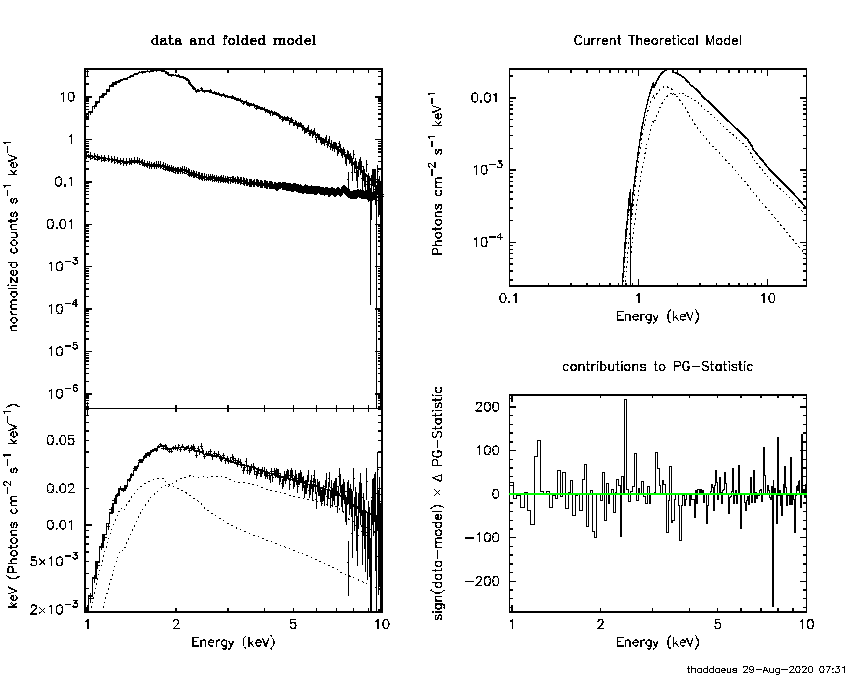 data and folded model
normalized counts s⁻¹ keV⁻¹
10
1
0.1
0.01
10⁻³
10⁻⁴
10⁻⁵
10⁻⁶
keV (Photons cm⁻² s⁻¹ keV⁻¹)
0.05
0.02
0.01
5×10⁻³
2×10⁻³
1 2 5 10
Energy (keV)
Current Theoretical Model
Photons cm⁻² s⁻¹ keV⁻¹
0.01
10⁻³
10⁻⁴
0.1 1 10
Energy (keV)
contributions to PG-Statistic
sign(data-model) × Δ PG-Statistic
200
100
0
-100
-200
1 2 5 10
Energy (keV)
thaddaeus 29-Aug-2020 07:31